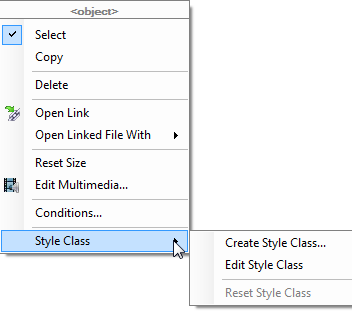 <object>
Select
Copy
Delete
Open Link
Open Linked File With
Reset Size
Edit Multimedia...
Conditions...
Style Class
Create Style Class...
Edit Style Class
Reset Style Class